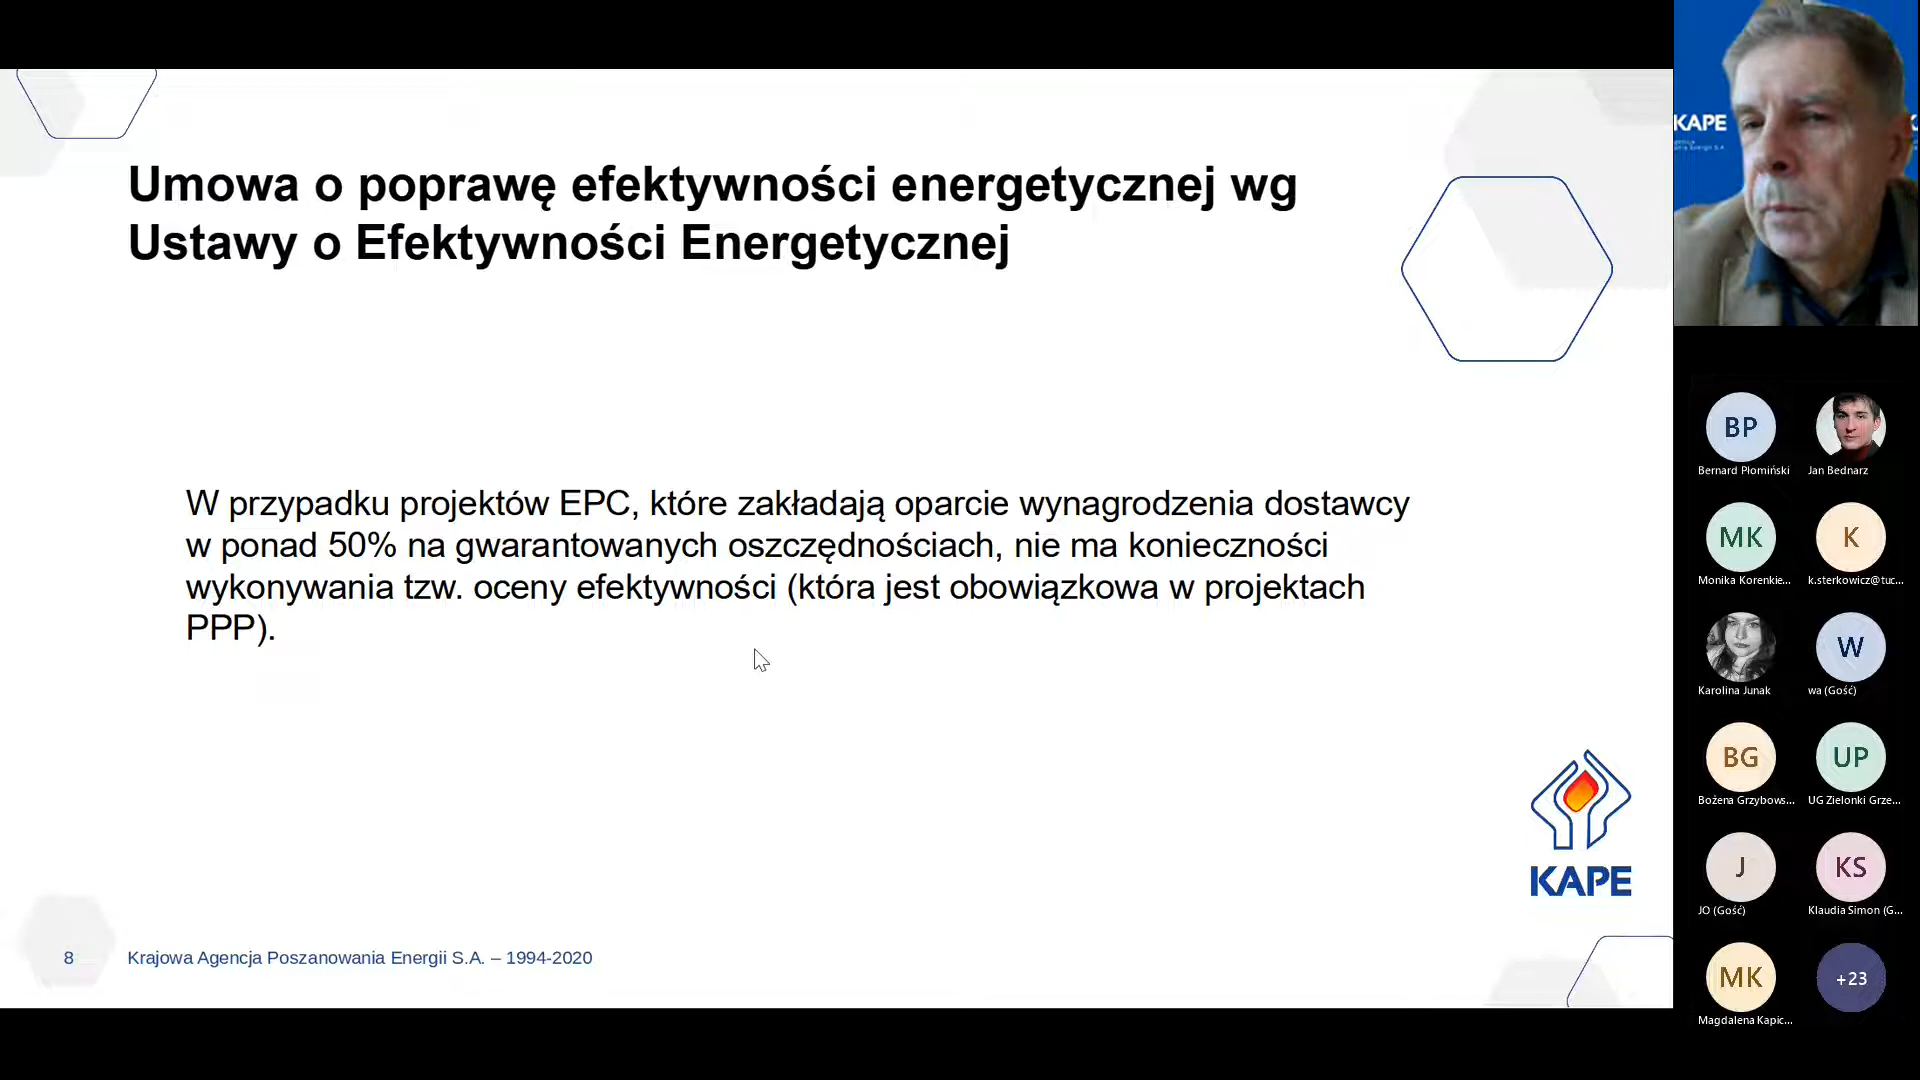 Umowa o poprawę efektywności energetycznej wg
Ustawy o Efektywności Energetycznej
W przypadku projektów EPC, które zakładają oparcie wynagrodzenia dostawcy
w ponad 50% na gwarantowanych oszczędnościach, nie ma konieczności
wykonywania tzw. oceny efektywności (która jest obowiązkowa w projektach
PPP).
KAPE
8
Krajowa Agencja Poszanowania Energii S.A. – 1994-2020
KAPE
BP
Bernard Płomiński
Jan Bednarz
MK
Monika Korenkie...
K
k.sterkowicz@tuc...
Karolina Junak
W
wa (Gość)
BG
Bożena Grzybows...
UP
UG Zielonki Grze...
J
JO (Gość)
KS
Klaudia Simon (G...
MK
Magdalena Kapic...
+23